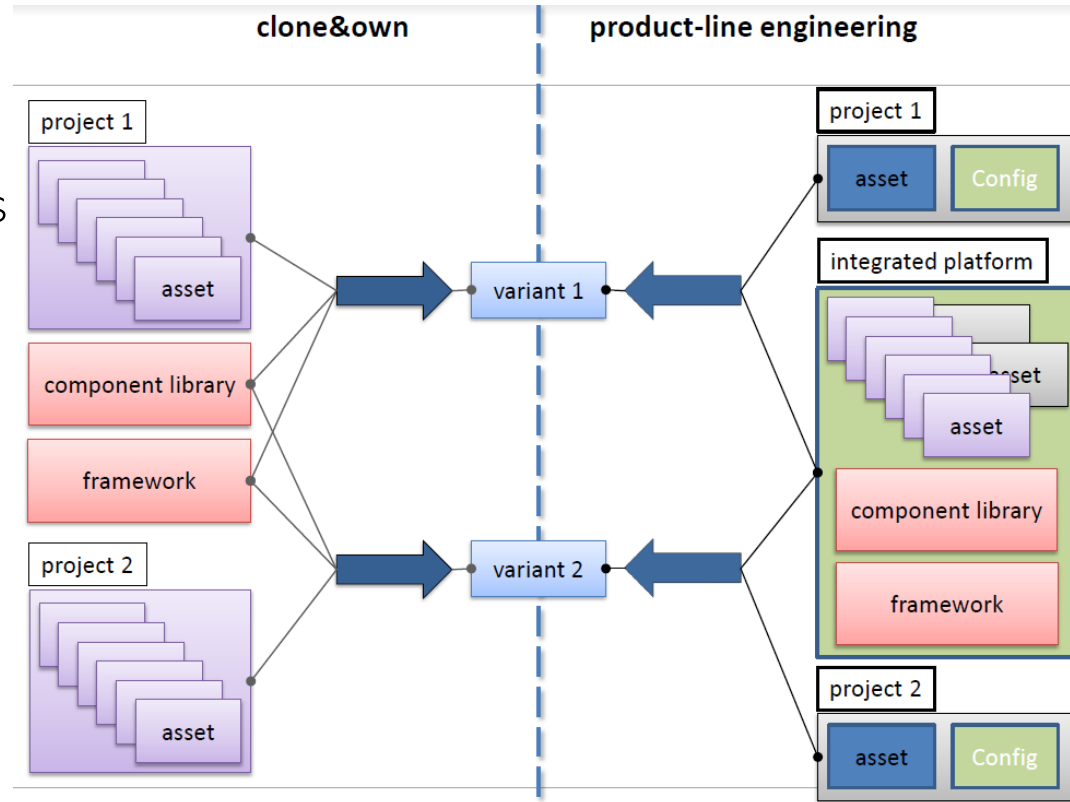 clone&own
product-line engineering
project 1
asset
component library
framework
project 2
asset
variant 1
variant 2
project 1
asset
Config
integrated platform
asset
component library
framework
project 2
asset
Config